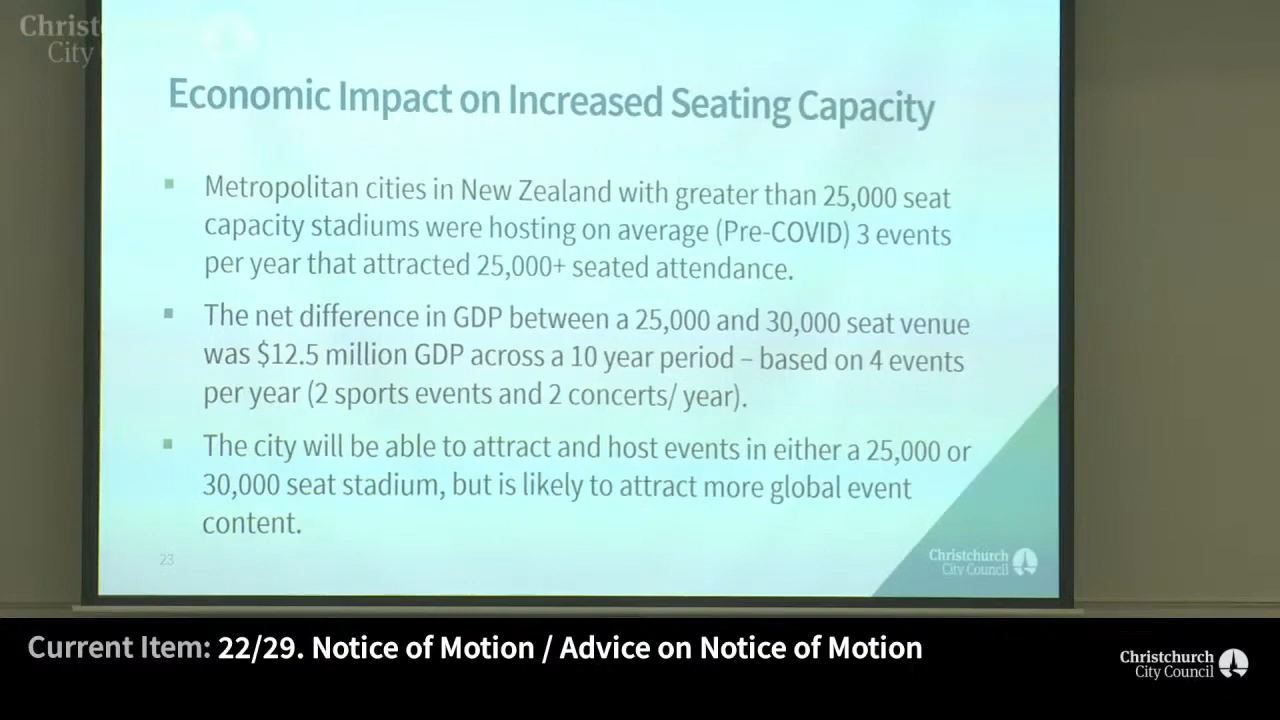 Christ
City
Economic Impact on Increased Seating Capacity
Metropolitan cities in New Zealand with greater than 25,000 seat
capacity stadiums were hosting on average (Pre-COVID) 3 events
per year that attracted 25,000+ seated attendance.
The net difference in GDP between a 25,000 and 30,000 seat venue
was $12.5 million GDP across a 10 year period – based on 4 events
per year (2 sports events and 2 concerts/ year).
The city will be able to attract and host events in either a 25,000 or
30,000 seat stadium, but is likely to attract more global event
content.
23
Christchurch
City Council
Current Item: 22/29. Notice of Motion / Advice on Notice of Motion
Christchurch
City Council